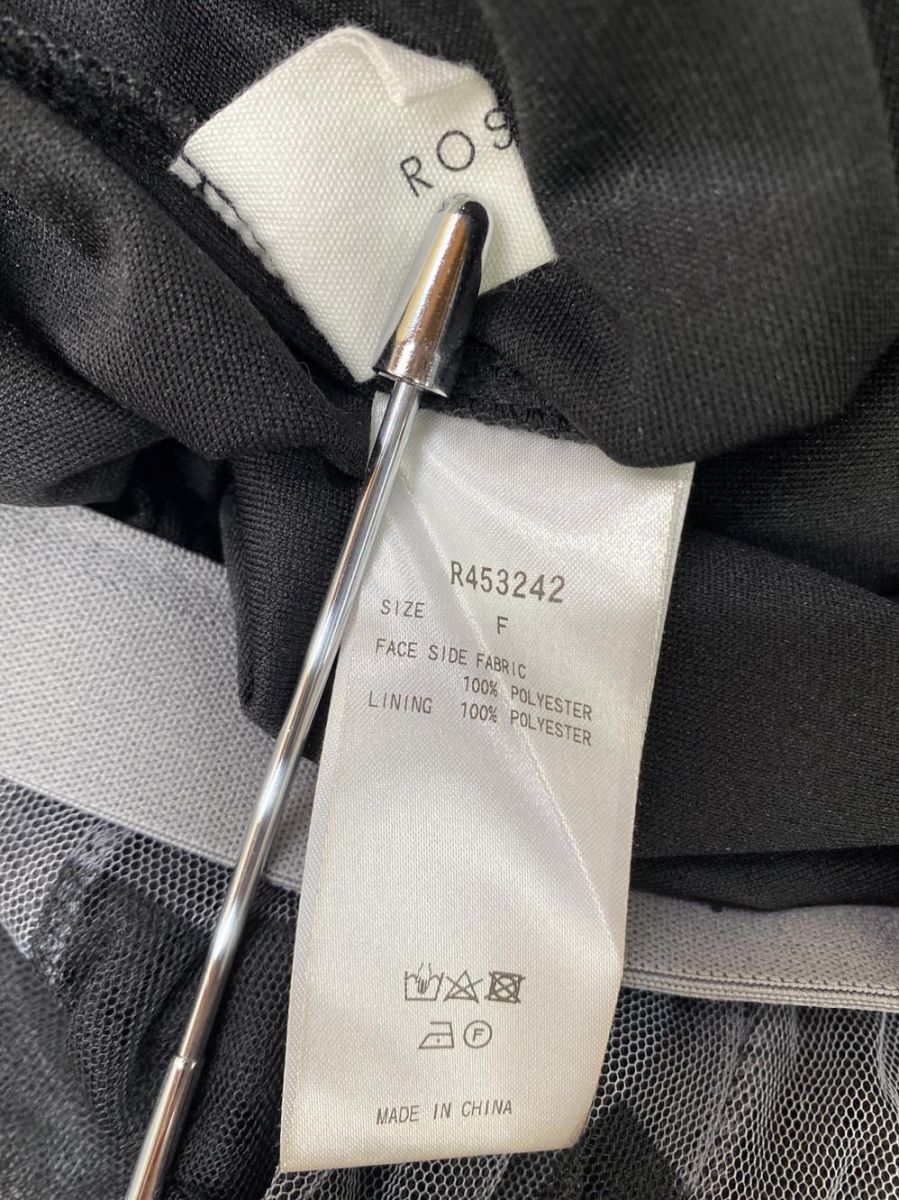 ROS
R453242
SIZE F
FACE SIDE FABRIC
100% POLYESTER
LINING 100% POLYESTER
F
MADE IN CHINA